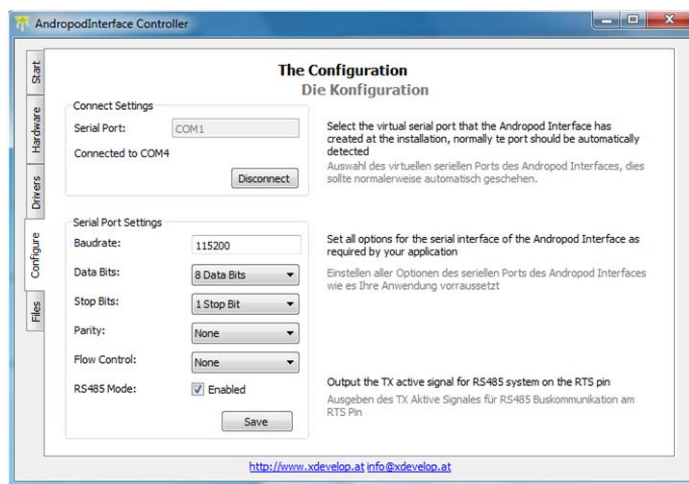 AndropodInterface Controller
Start
Hardware
Drivers
Configure
Files
The Configuration
Die Konfiguration
Connect Settings
Serial Port:
COM1
Connected to COM4
Disconnect
Select the virtual serial port that the Andropod Interface has
created at the installation, normally te port should be automatically
detected
Auswahl des virtuellen seriellen Ports des Andropod Interfaces, dies
sollte normalerweise automatisch geschehen.
Serial Port Settings
Baudrate:
115200
Data Bits:
8 Data Bits
Stop Bits:
1 Stop Bit
Parity:
None
Flow Control:
None
RS485 Mode:
Enabled
Save
Set all options for the serial interface of the Andropod Interface as
required by your application
Einstellen aller Optionen des seriellen Ports des Andropod Interfaces
wie es Ihre Anwendung vorraussetzt
Output the TX active signal for RS485 system on the RTS pin
Ausgeben des TX Aktive Signales für RS485 Buskommunikation am
RTS Pin
http://www.xdevelop.at info@xdevelop.at